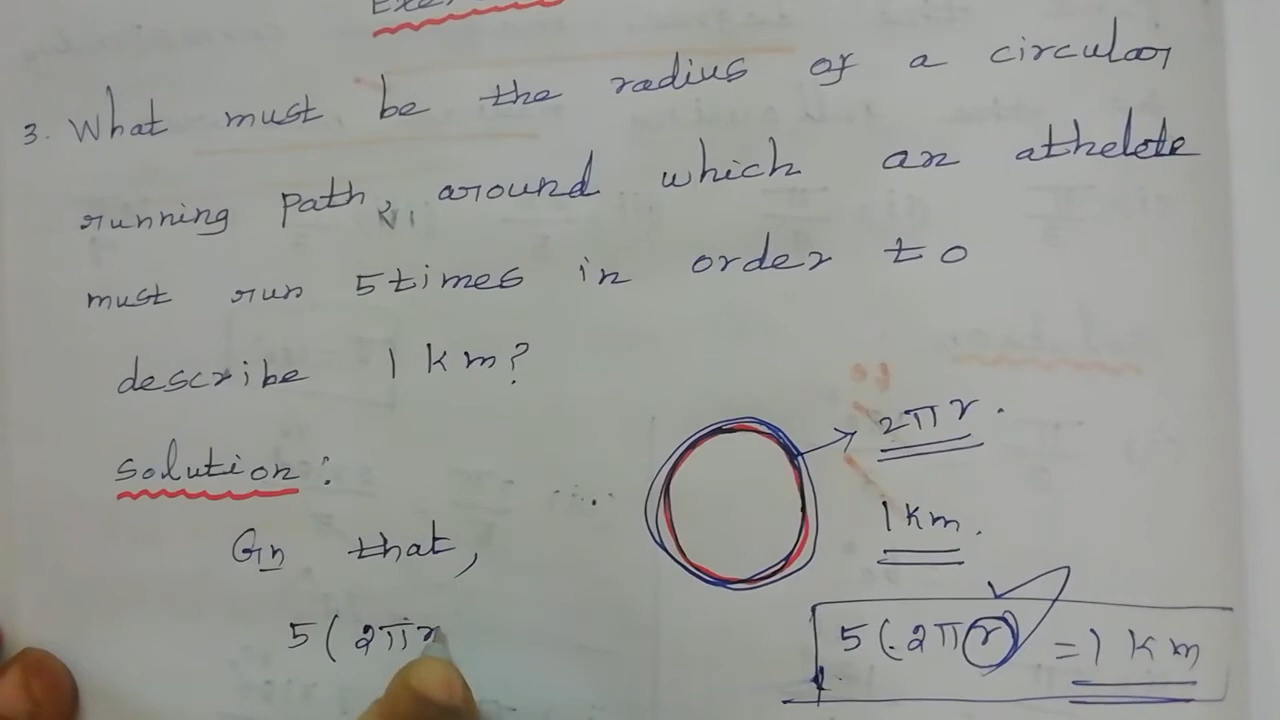 3. What must be the radius of a circular
running path, around which an athelete
must run 5 times in order to
describe 1 km?
Solution:
Gn that,
5(2πr
2πr.
1 km.
5(2πr) = 1 km